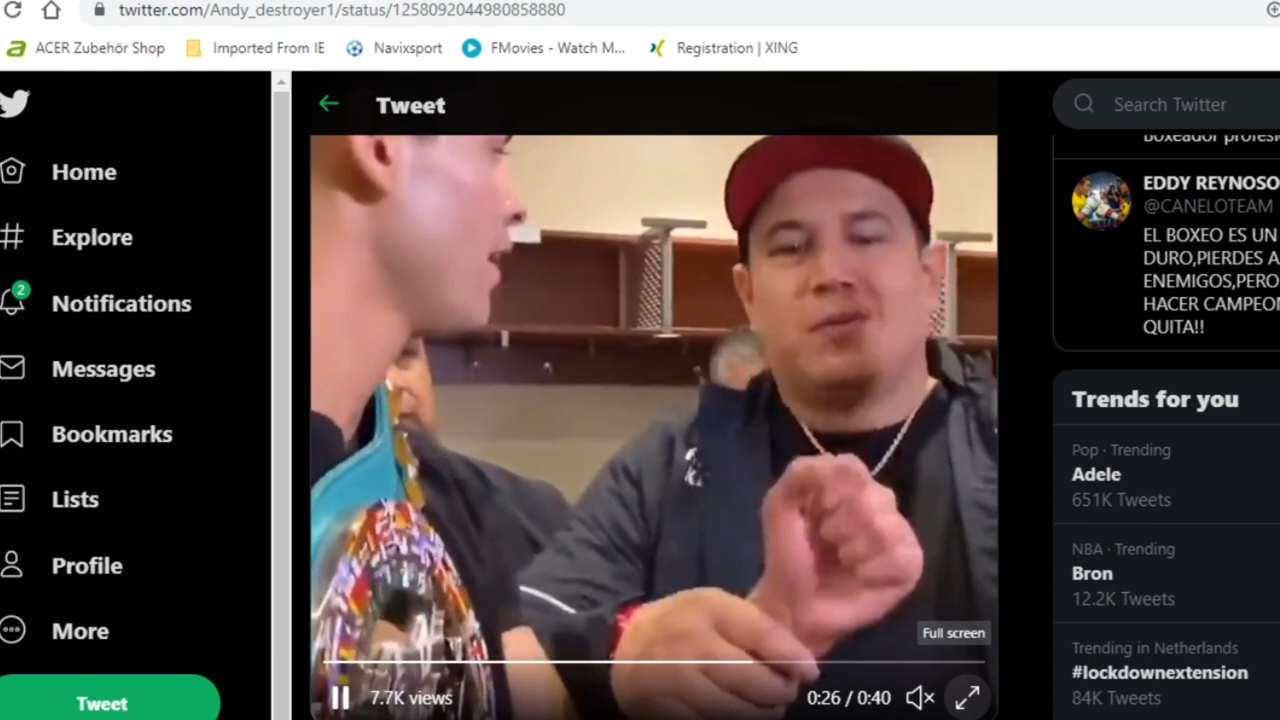 twitter.com/Andy_destroyer1/status/1258092044980858880
ACER Zubehör Shop
Imported From IE
Navixsport
FMovies - Watch M...
Registration | XING
Home
Explore
2
Notifications
Messages
Bookmarks
Lists
Profile
More
Tweet
Tweet
Full screen
7.7K views
0:26 / 0:40
Search Twitter
Boxeador profesi
EDDY REYNOSO
@CANELOTEAM
EL BOXEO ES UN
DURO,PIERDES A
ENEMIGOS,PERO
HACER CAMPEO
QUITA!!
Trends for you
Pop · Trending
Adele
651K Tweets
NBA · Trending
Bron
12.2K Tweets
Trending in Netherlands
#lockdownextension
84K Tweets